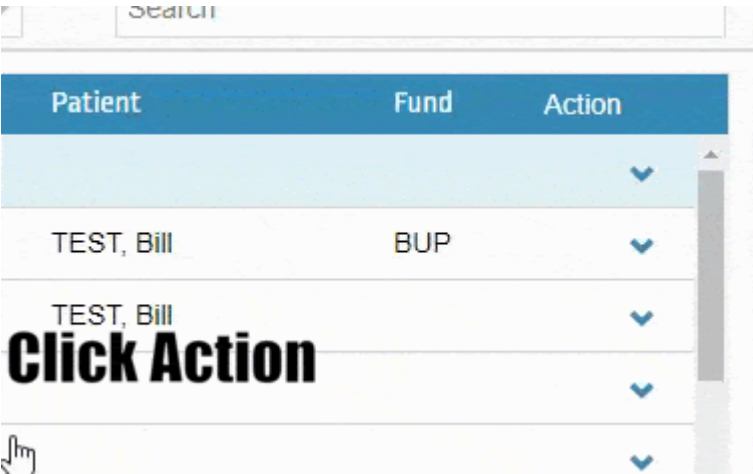 Search
Patient Fund Action
TEST, Bill BUP
TEST, Bill
Click Action